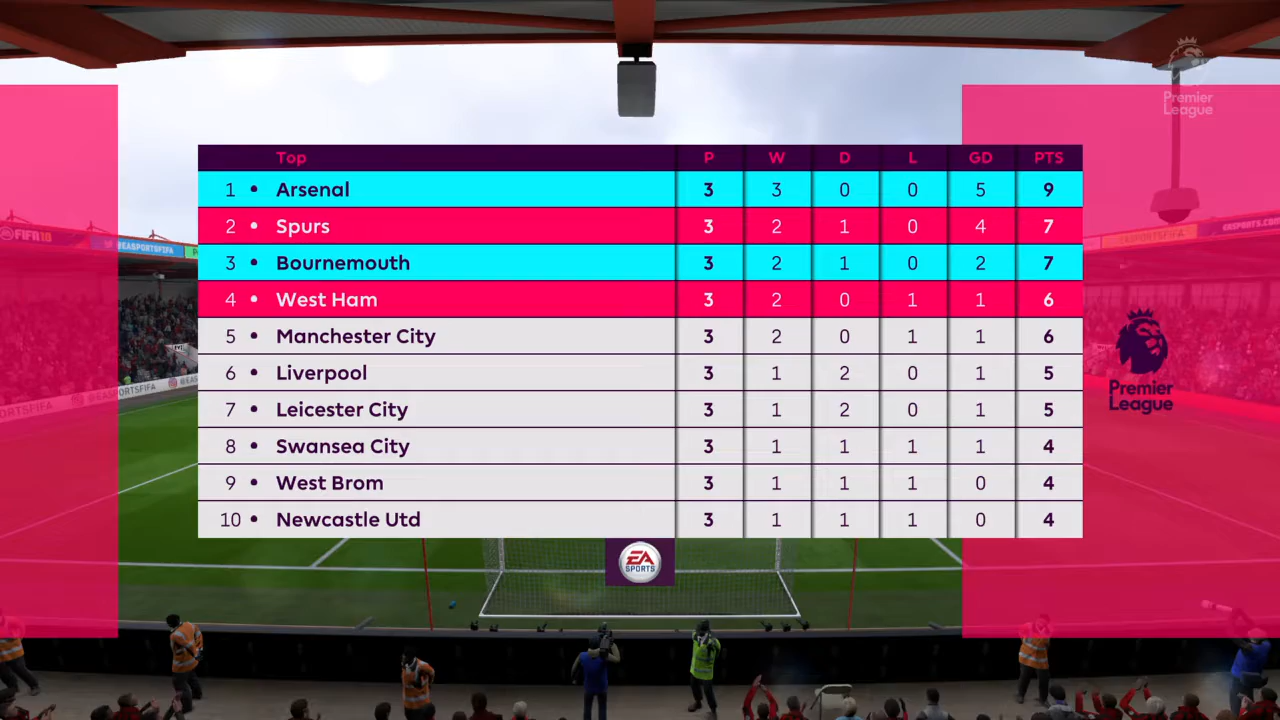 Premier
League
Top P W D L GD PTS
1 • Arsenal 3 3 0 0 5 9
2 • Spurs 3 2 1 0 4 7
3 • Bournemouth 3 2 1 0 2 7
4 • West Ham 3 2 0 1 1 6
5 • Manchester City 3 2 0 1 1 6
6 • Liverpool 3 1 2 0 1 5
7 • Leicester City 3 1 2 0 1 5
8 • Swansea City 3 1 1 1 1 4
9 • West Brom 3 1 1 1 0 4
10 • Newcastle Utd 3 1 1 1 0 4
FIFA18
@EASPORTSFIFA
@EASPORTSFIFA
EASPORTS.CO
Premier
League
EA
SPORTS